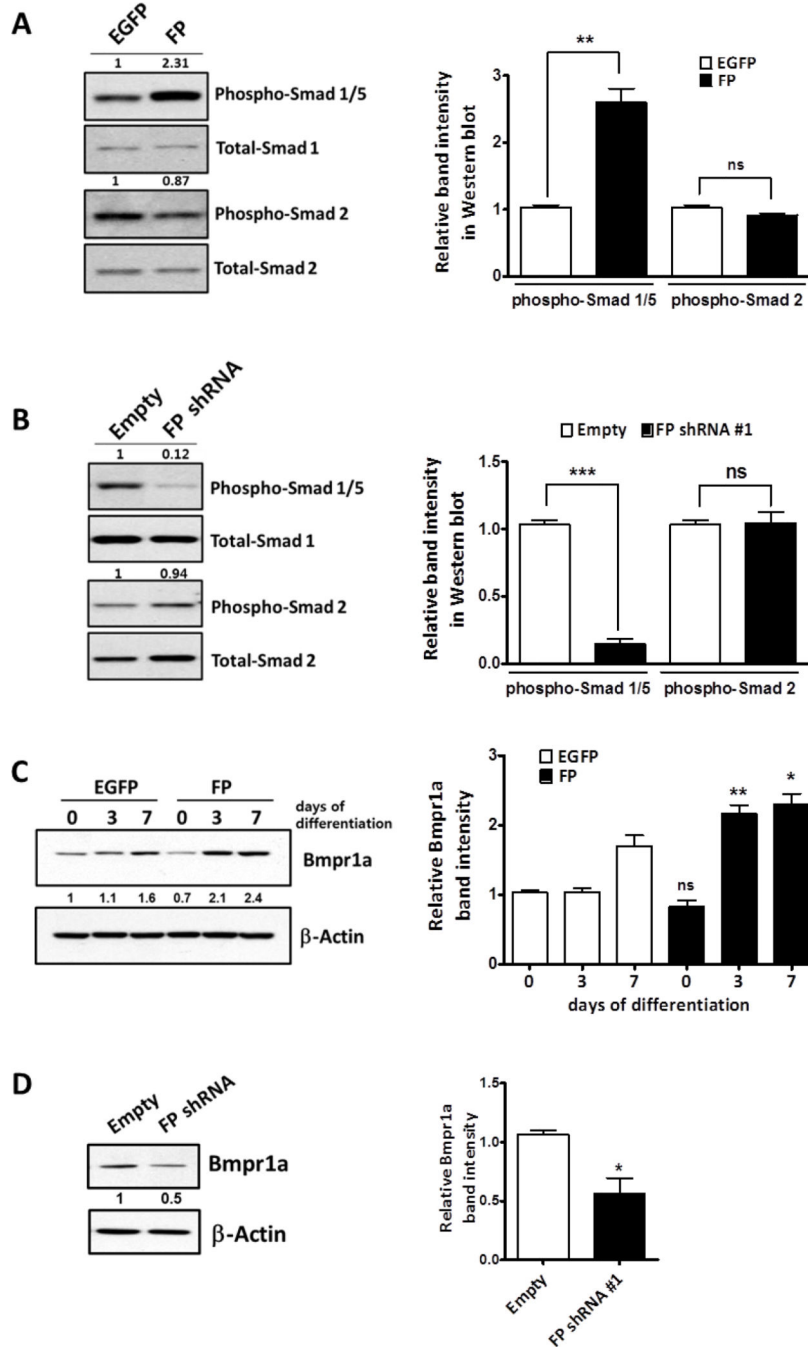 A
EGFP FP
1 2.31
Phospho-Smad 1/5
Total-Smad 1
1 0.87
Phospho-Smad 2
Total-Smad 2
Relative band intensity
in Western blot
EGFP
FP
**
ns
3
2
1
0
phospho-Smad 1/5 phospho-Smad 2
B
Empty FP shRNA
1 0.12
Phospho-Smad 1/5
Total-Smad 1
1 0.94
Phospho-Smad 2
Total-Smad 2
Relative band intensity
in Western blot
Empty FP shRNA #1
***
ns
1.5
1.0
0.5
0.0
phospho-Smad 1/5 phospho-Smad 2
C
EGFP FP
0 3 7 0 3 7
days of
differentiation
Bmpr1a
1 1.1 1.6 0.7 2.1 2.4
β-Actin
Relative Bmpr1a
band intensity
EGFP
FP
ns ** *
3
2
1
0
0 3 7 0 3 7
days of differentiation
D
Empty FP shRNA
Bmpr1a
1 0.5
β-Actin
Relative Bmpr1a
band intensity
*
1.5
1.0
0.5
0.0
Empty FP shRNA #1